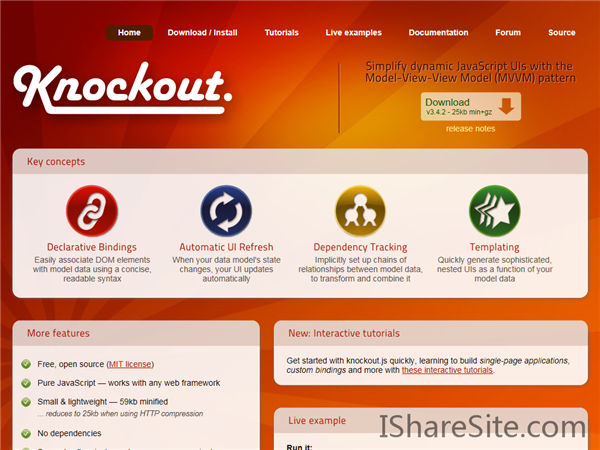 Home Download / Install Tutorials Live examples Documentation Forum Source
Knockout.
Simplify dynamic JavaScript UIs with the
Model-View-View Model (MVVM) pattern
Download
v3.4.2 - 25kb min+gz
release notes
Key concepts
Declarative Bindings
Easily associate DOM elements
with model data using a concise,
readable syntax
Automatic UI Refresh
When your data model's state
changes, your UI updates
automatically
Dependency Tracking
Implicitly set up chains of
relationships between model data,
to transform and combine it
Templating
Quickly generate sophisticated,
nested UIs as a function of your
model data
More features
Free, open source (MIT license)
Pure JavaScript — works with any web framework
Small & lightweight — 59kb minified
... reduces to 25kb when using HTTP compression
No dependencies
New: Interactive tutorials
Get started with knockout.js quickly, learning to build single-page applications,
custom bindings and more with these interactive tutorials.
Live example
Run it:
IShareSite.com